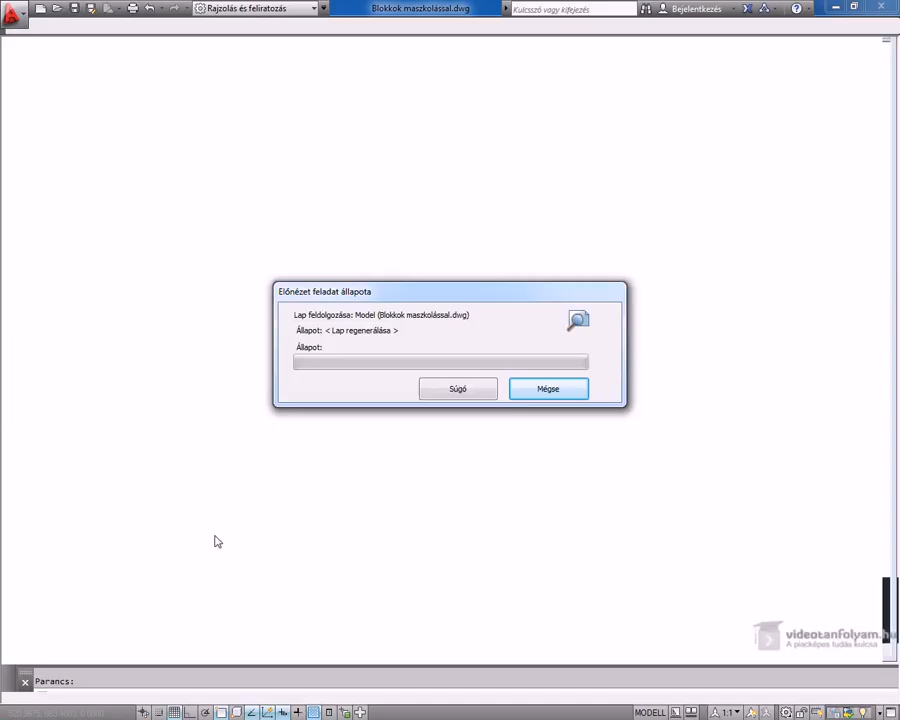 Rajzolás és feliratozás
Blokkok maszkolással.dwg
Kulcsszó vagy kifejezés
Bejelentkezés
Előnézet feladat állapota
Lap feldolgozása: Model (Blokkok maszkolással.dwg)
Állapot: < Lap regenerálása >
Állapot:
Súgó
Mégse
videotanfolyam.hu
A piacképes tudás kulcsa
Parancs:
MODELL
1:1